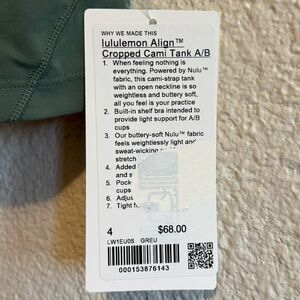 WHY WE MADE THIS
lululemon Align™
Cropped Cami Tank A/B
1. When feeling nothing is
everything. Powered by Nulu™
fabric, this cami-strap tank
with an open neckline is so
weightless and buttery soft,
all you feel is your practice
2. Built-in shelf bra intended to
provide light support for A/B
cups
3. Our buttery-soft Nulu™ fabric
feels weightlessly light and
sweat-wicking
stretch
4. Added
and
5.
cups
6.
7. Tight
4 $68.00
LW1EU0S GREU
000153876143